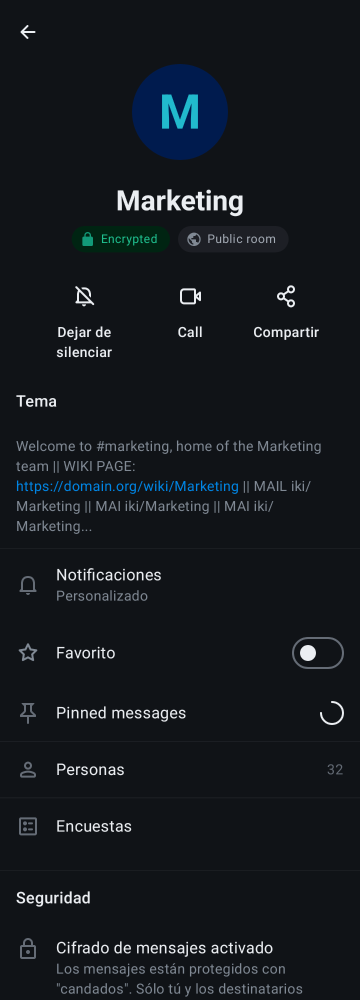 M
Marketing
Encrypted
Public room
Dejar de
silenciar
Call
Compartir
Tema
Welcome to #marketing, home of the Marketing
team || WIKI PAGE:
https://domain.org/wiki/Marketing || MAIL iki/
Marketing || MAI iki/Marketing || MAI iki/
Marketing...
Notificaciones
Personalizado
Favorito
Pinned messages
Personas 32
Encuestas
Seguridad
Cifrado de mensajes activado
Los mensajes están protegidos con
"candados". Sólo tú y los destinatarios